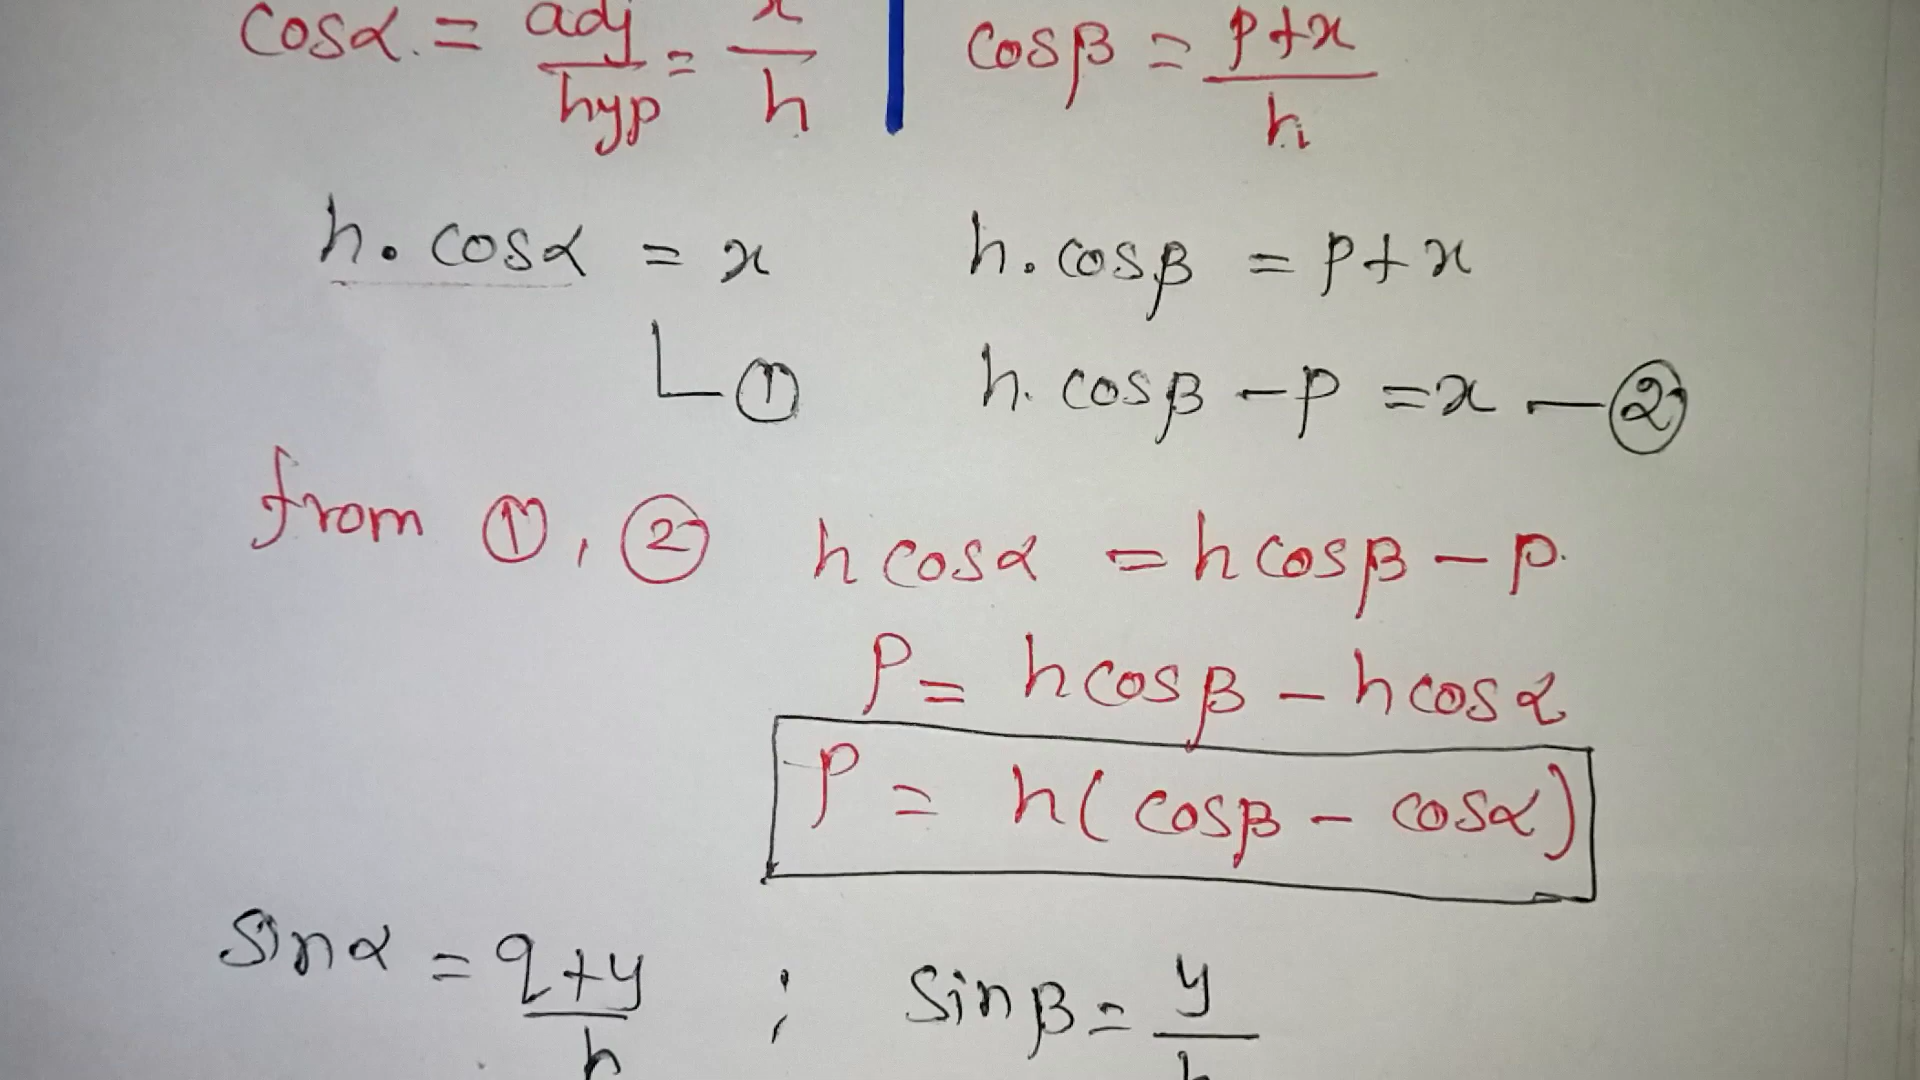 cosα. = adj/hyp = x/h | cosβ = p+x/h
h. cosα = x h. cosβ = p+x
① h. cosβ - p = x - ②
from ①, ② h cosα = h cosβ - p.
P = h cosβ - h cosα
P = h( cosβ - cosα)
Sinα = q+y/h ; Sinβ = y/h